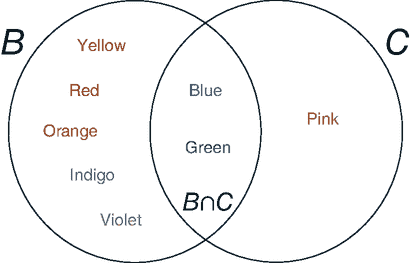 B
C
Yellow
Red
Orange
Indigo
Violet
Blue
Green
B∩C
Pink